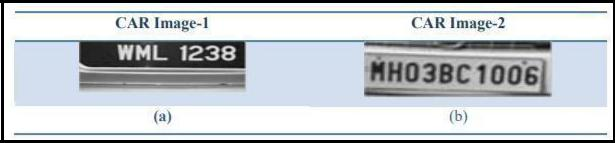 CAR Image-1 CAR Image-2
WML 1238 MH03BC1006
(a) (b)